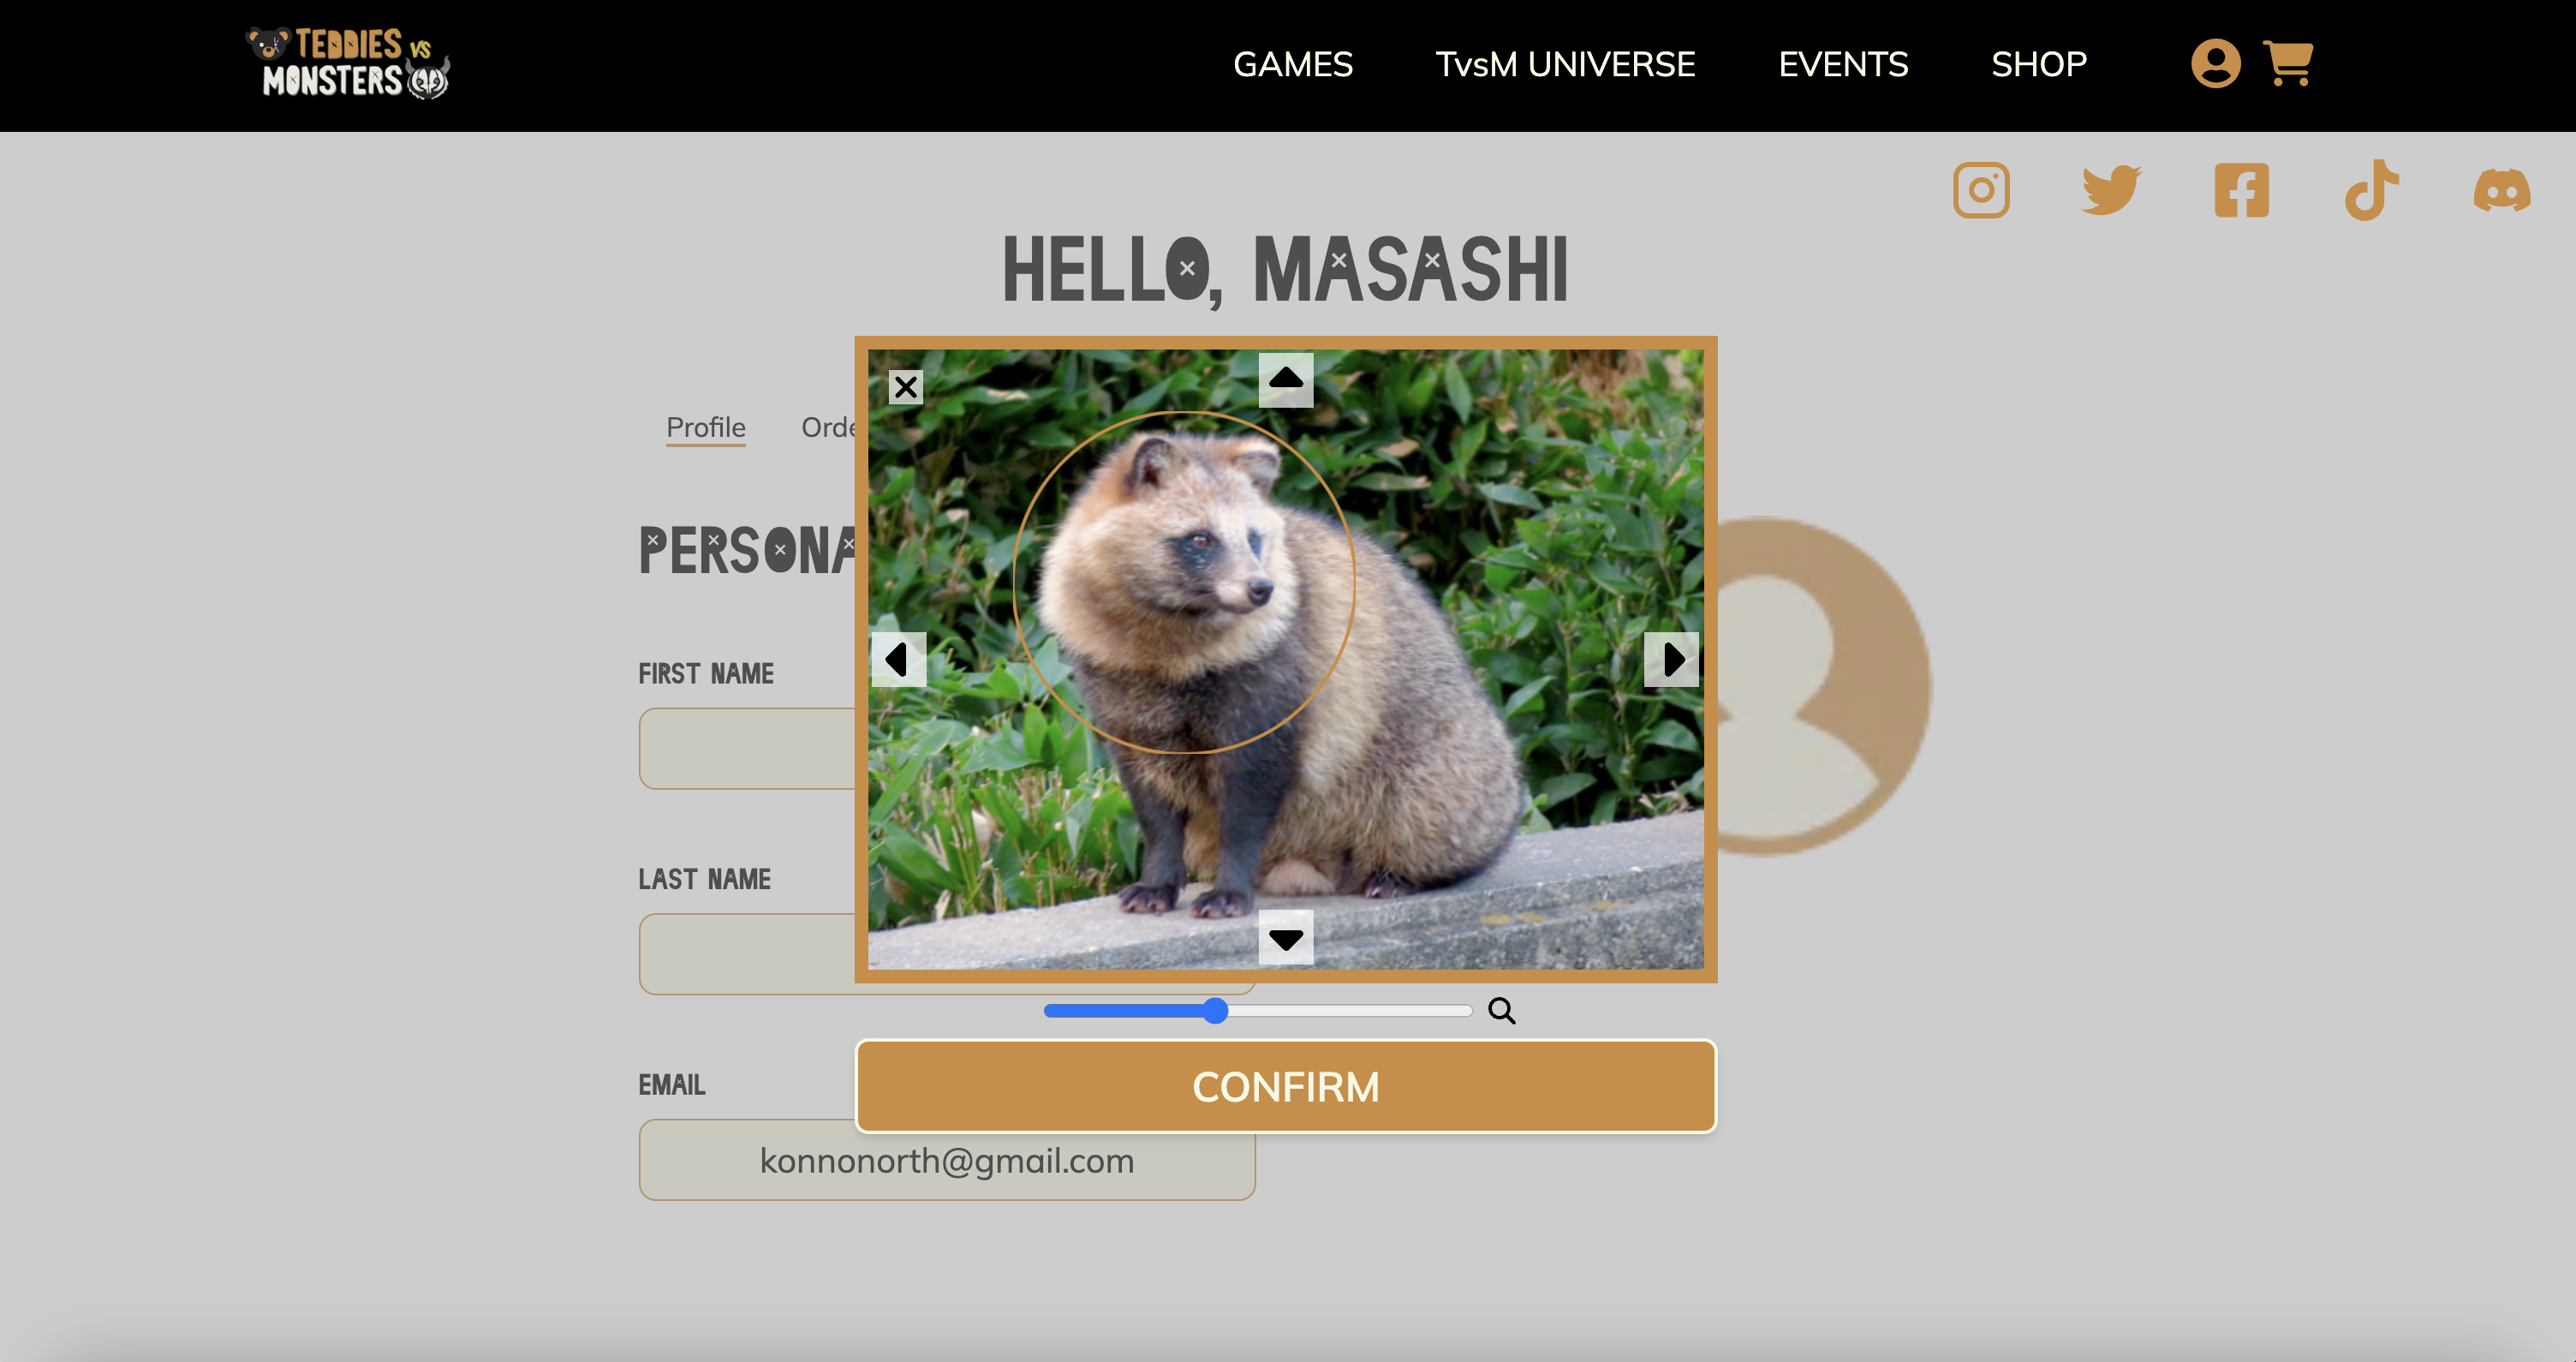 TEDDIES VS
MONSTERS
GAMES
TvsM UNIVERSE
EVENTS
SHOP
HELLO, MASASHI
Profile
Orde
PERSONA
FIRST NAME
LAST NAME
EMAIL
konnonorth@gmail.com
CONFIRM